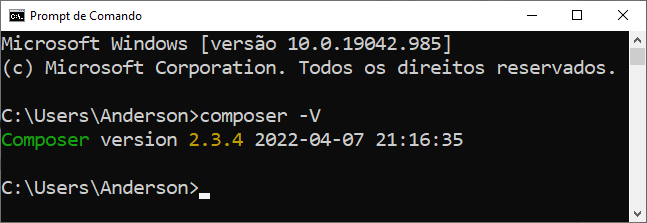 Prompt de Comando
Microsoft Windows [versão 10.0.19042.985]
(c) Microsoft Corporation. Todos os direitos reservados.
C:\Users\Anderson>composer -V
Composer version 2.3.4 2022-04-07 21:16:35
C:\Users\Anderson>